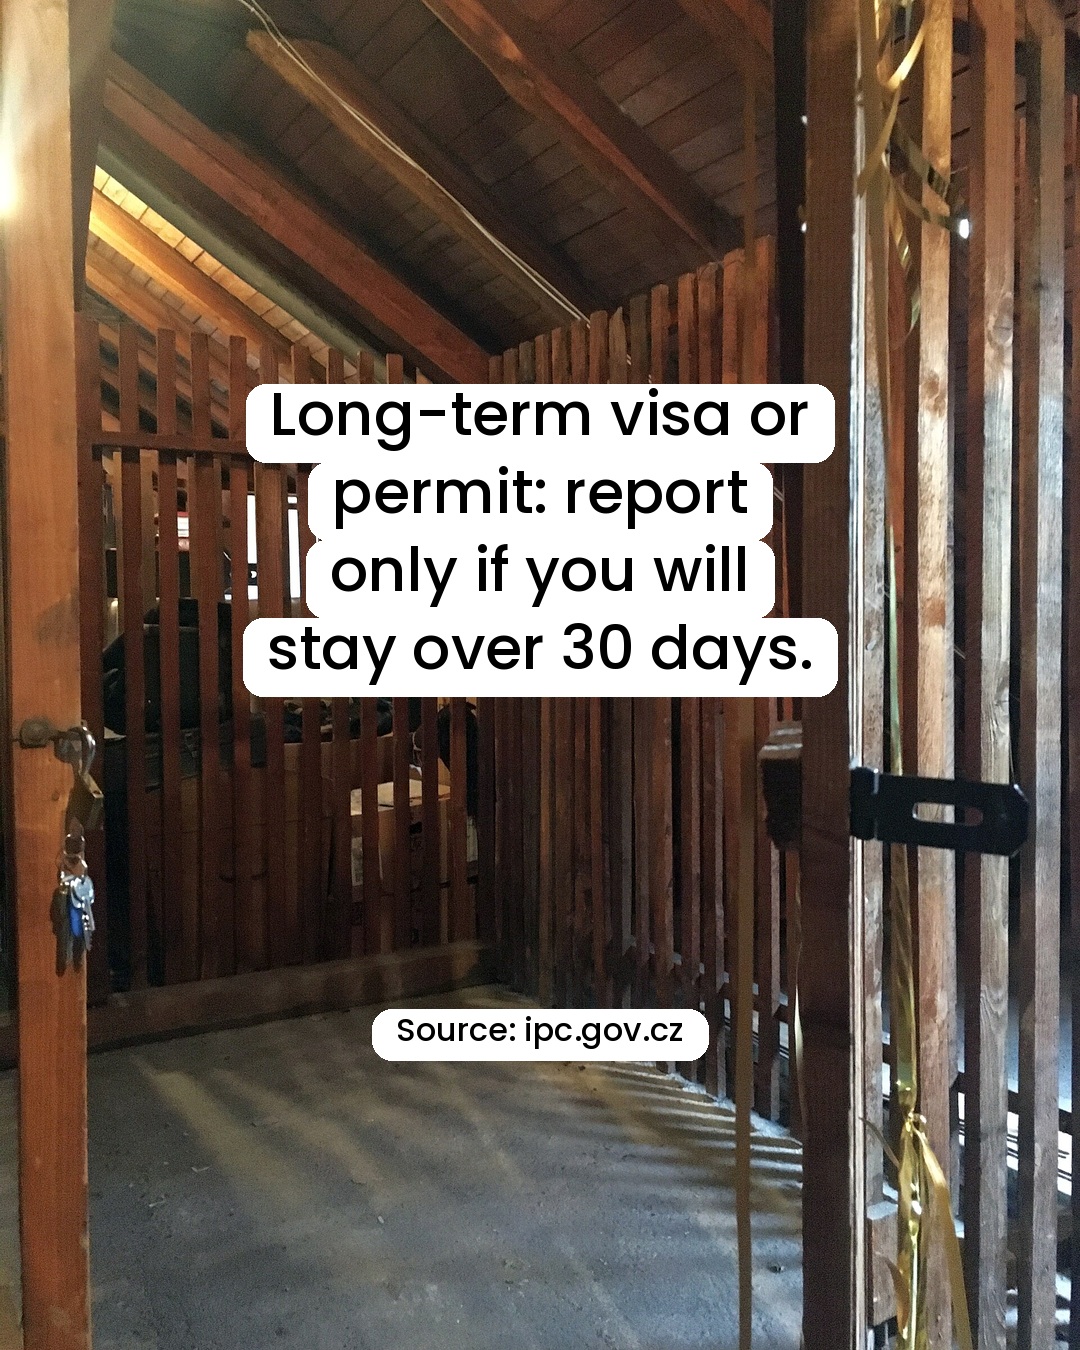 Long-term visa or
permit: report
only if you will
stay over 30 days.
Source: ipc.gov.cz